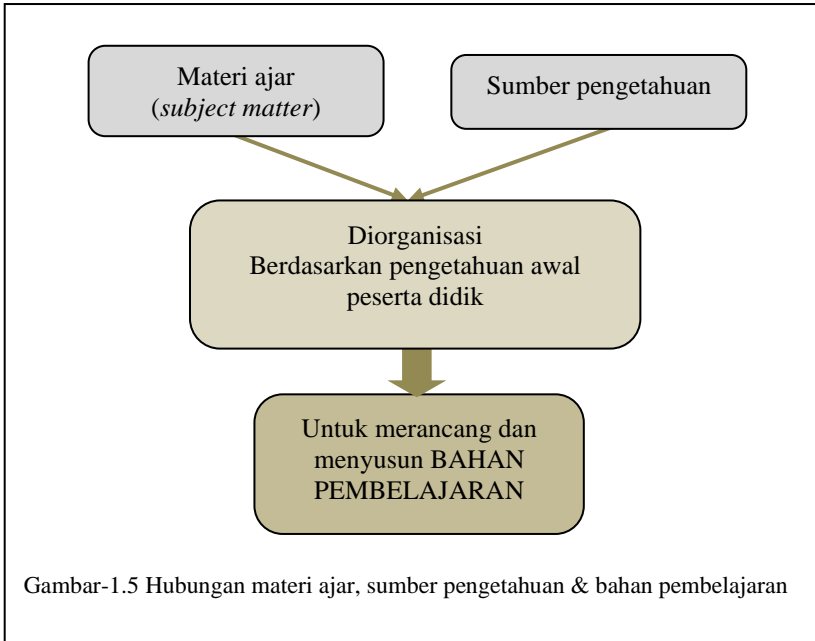 Materi ajar
(subject matter)
Sumber pengetahuan
Diorganisasi
Berdasarkan pengetahuan awal
peserta didik
Untuk merancang dan
menyusun BAHAN
PEMBELAJARAN
Gambar-1.5 Hubungan materi ajar, sumber pengetahuan & bahan pembelajaran